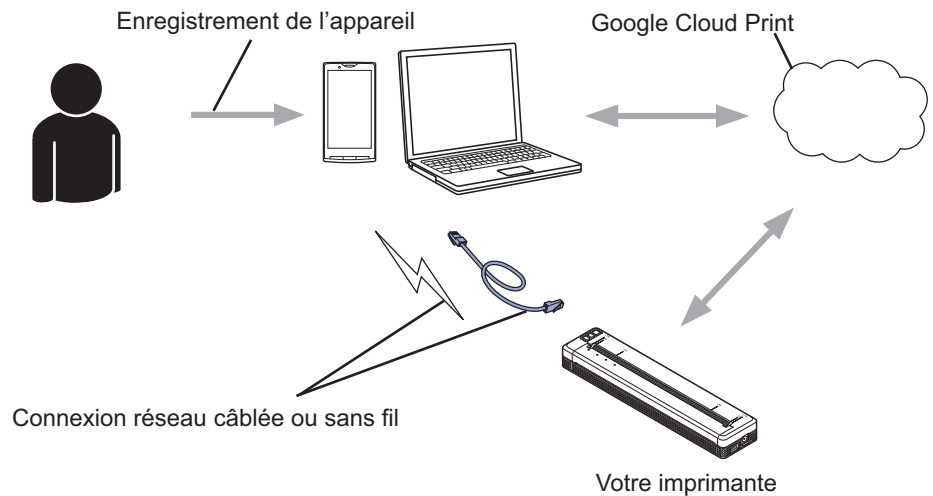 Enregistrement de l’appareil
Google Cloud Print
Connexion réseau câblée ou sans fil
Votre imprimante